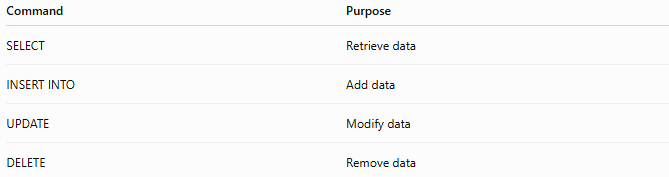 Command Purpose
SELECT Retrieve data
INSERT INTO Add data
UPDATE Modify data
DELETE Remove data